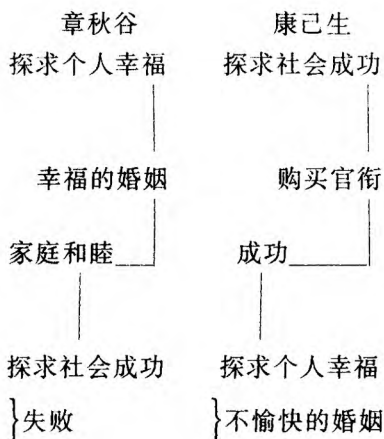 章秋谷 康己生
探求个人幸福 探求社会成功
幸福的婚姻 购买官衔
家庭和睦 成功
探求社会成功 探求个人幸福
}失败 }不愉快的婚姻